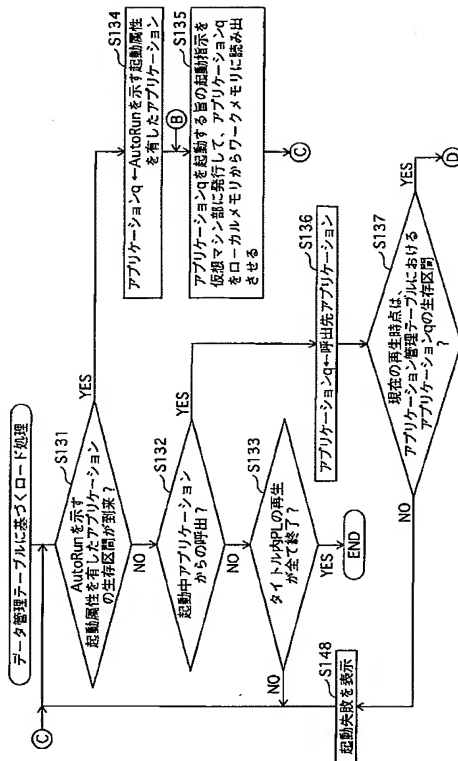 データ管理テーブルに基づくロード処理
C
S131
AutoRunを示す
起動属性を有したアプリケーション
の生存区間が到来?
YES
NO
S134
アプリケーションq ←AutoRunを示す起動属性
を有したアプリケーション
B
S135
アプリケーションqを起動する旨の起動指示を
仮想マシン部に発行して、アプリケーションq
をローカルメモリからワークメモリに読み出
させる
C
S132
起動中アプリケーション
からの呼出?
YES
NO
S133
タイトル内PLの再生
が全て終了?
NO
YES
END
S136
アプリケーションq←呼出先アプリケーション
S137
現在の再生時点は、
アプリケーション管理テーブルにおける
アプリケーションqの生存区間
?
YES
D
NO
S148
起動失敗を表示